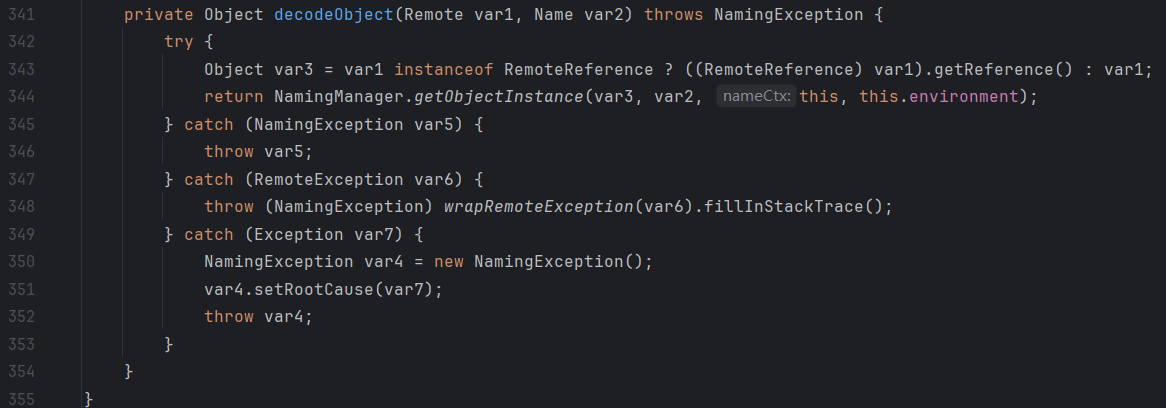 341 private Object decodeObject(Remote var1, Name var2) throws NamingException {
342 try {
343 Object var3 = var1 instanceof RemoteReference ? ((RemoteReference) var1).getReference() : var1;
344 return NamingManager.getObjectInstance(var3, var2, nameCtx: this, this.environment);
345 } catch (NamingException var5) {
346 throw var5;
347 } catch (RemoteException var6) {
348 throw (NamingException) wrapRemoteException(var6).fillInStackTrace();
349 } catch (Exception var7) {
350 NamingException var4 = new NamingException();
351 var4.setRootCause(var7);
352 throw var4;
353 }
354 }
355 }